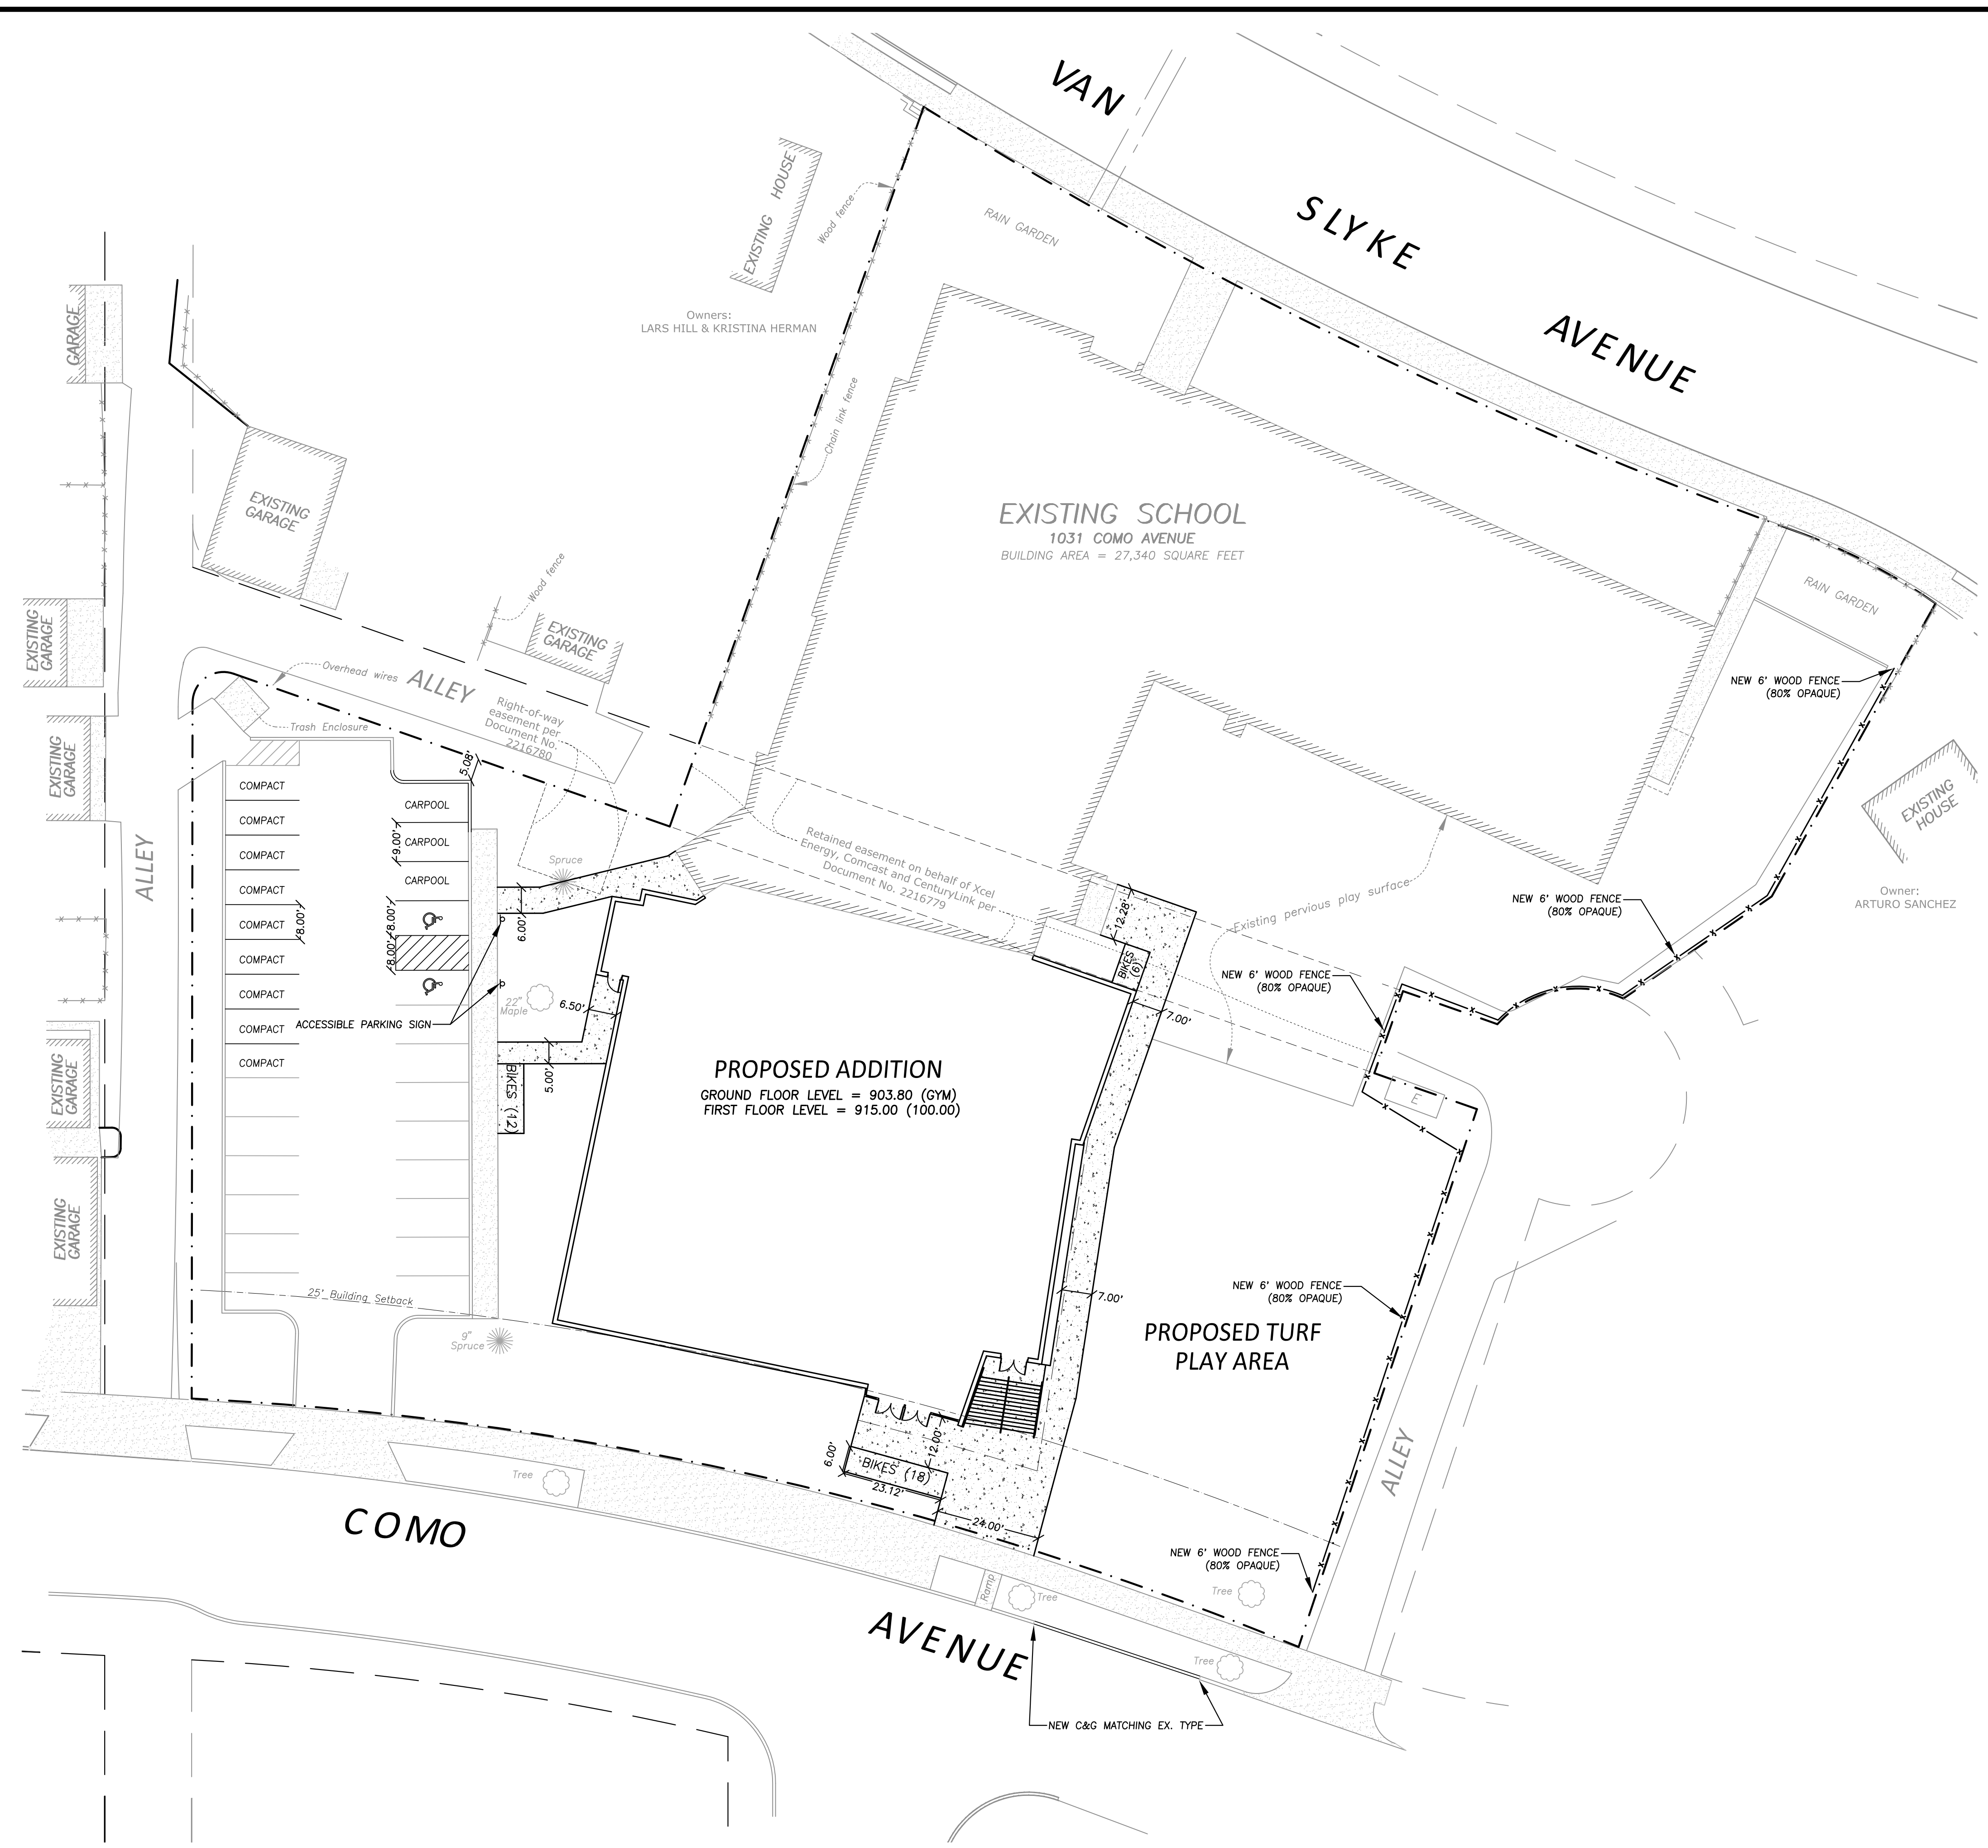 VAN
SLYKE
AVENUE
EXISTING HOUSE
Wood fence
RAIN GARDEN
Owners:
LARS HILL & KRISTINA HERMAN
GARAGE
Chain link fence
EXISTING
GARAGE
EXISTING SCHOOL
1031 COMO AVENUE
BUILDING AREA = 27,340 SQUARE FEET
Wood fence
RAIN GARDEN
EXISTING
GARAGE
EXISTING
GARAGE
Overhead wires
ALLEY
NEW 6' WOOD FENCE
(80% OPAQUE)
Right-of-way
easement per
Document No.
2216780
Trash Enclosure
EXISTING
GARAGE
5.08'
COMPACT
COMPACT
COMPACT
COMPACT
COMPACT
COMPACT
COMPACT
COMPACT
COMPACT
CARPOOL
CARPOOL
CARPOOL
9.00'
8.00'
8.00'
8.00'
ALLEY
EXISTING
HOUSE
Spruce
Retained easement on behalf of Xcel
Energy, Comcast and CenturyLink per
Document No. 2216779
Existing pervious play surface
Owner:
ARTURO SANCHEZ
NEW 6' WOOD FENCE
(80% OPAQUE)
6.00'
12.28'
BIKES
(6)
NEW 6' WOOD FENCE
(80% OPAQUE)
22"
Maple
6.50'
7.00'
ACCESSIBLE PARKING SIGN
5.00'
BIKES (12)
PROPOSED ADDITION
GROUND FLOOR LEVEL = 903.80 (GYM)
FIRST FLOOR LEVEL = 915.00 (100.00)
EXISTING
GARAGE
E
EXISTING
GARAGE
25' Building Setback
9"
Spruce
7.00'
NEW 6' WOOD FENCE
(80% OPAQUE)
PROPOSED TURF
PLAY AREA
12.00'
6.00'
BIKES (18)
23.12'
24.00'
ALLEY
Tree
COMO
NEW 6' WOOD FENCE
(80% OPAQUE)
Tree
Ramp
Tree
AVENUE
Tree
NEW C&G MATCHING EX. TYPE